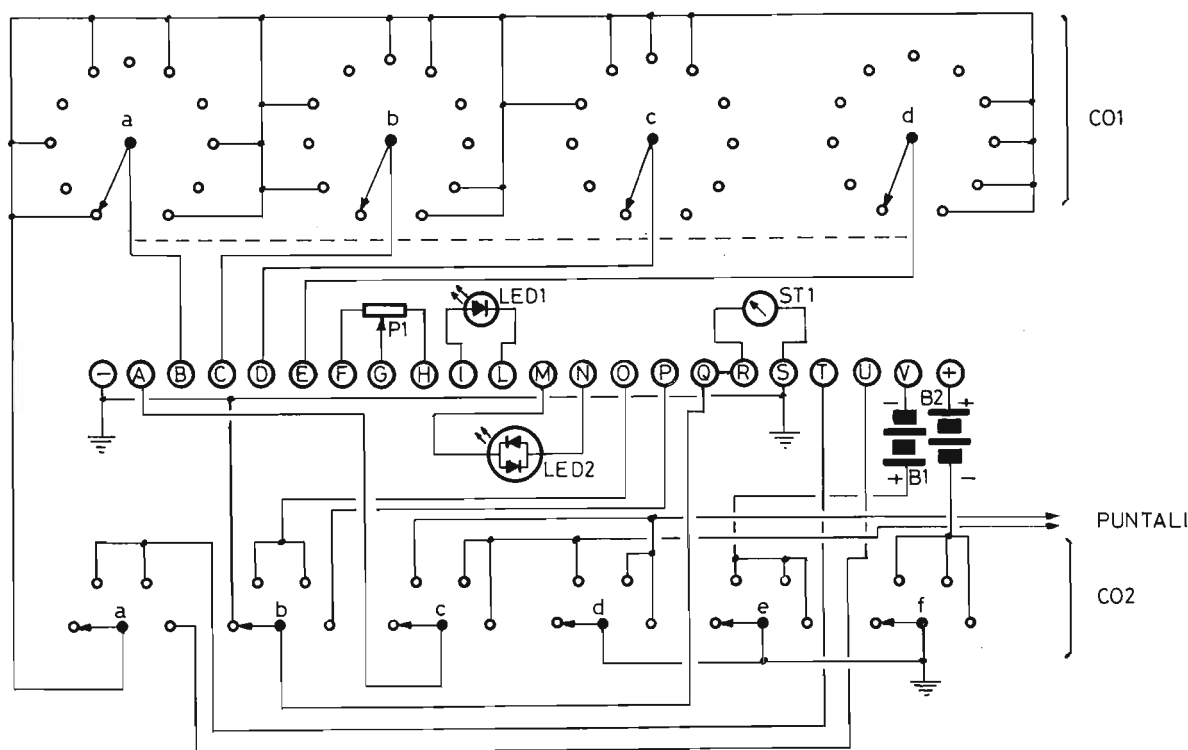 a b c d
CO1
LED1 ST1
P1
- A B C D E F G H I L M N O P Q R S T U V +
- B2 +
LED2
+ B1 -
PUNTALI
a b c d e f
CO2